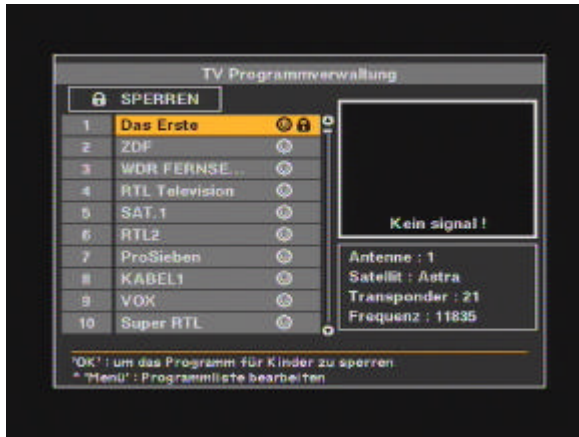 TV Programmverwaltung
SPERREN
1 Das Erste
2 ZDF
3 WDR FERNSE...
4 RTL Television
5 SAT.1
6 RTL2
7 ProSieben
8 KABEL1
9 VOX
10 Super RTL
Kein signal !
Antenne : 1
Satellit : Astra
Transponder : 21
Frequenz : 11835
'OK' : um das Programm für Kinder zu sperren
* 'Menü' : Programmliste bearbeiten